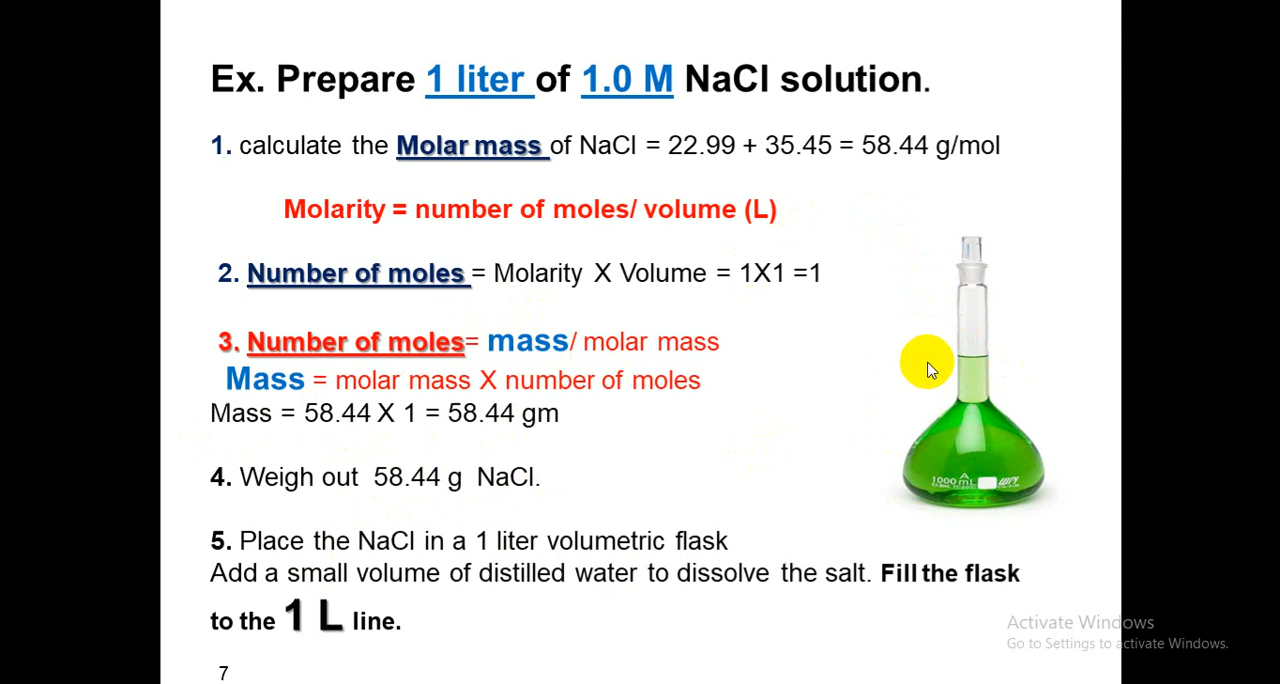 Ex. Prepare 1 liter of 1.0 M NaCl solution.
1. calculate the Molar mass of NaCl = 22.99 + 35.45 = 58.44 g/mol
Molarity = number of moles/ volume (L)
2. Number of moles = Molarity X Volume = 1X1 =1
3. Number of moles= mass/ molar mass
Mass = molar mass X number of moles
Mass = 58.44 X 1 = 58.44 gm
4. Weigh out 58.44 g NaCl.
A
1000 mL
5. Place the NaCl in a 1 liter volumetric flask
Add a small volume of distilled water to dissolve the salt. Fill the flask
to the 1 L line.
Activate Windows
Go to Settings to activate Windows.
7